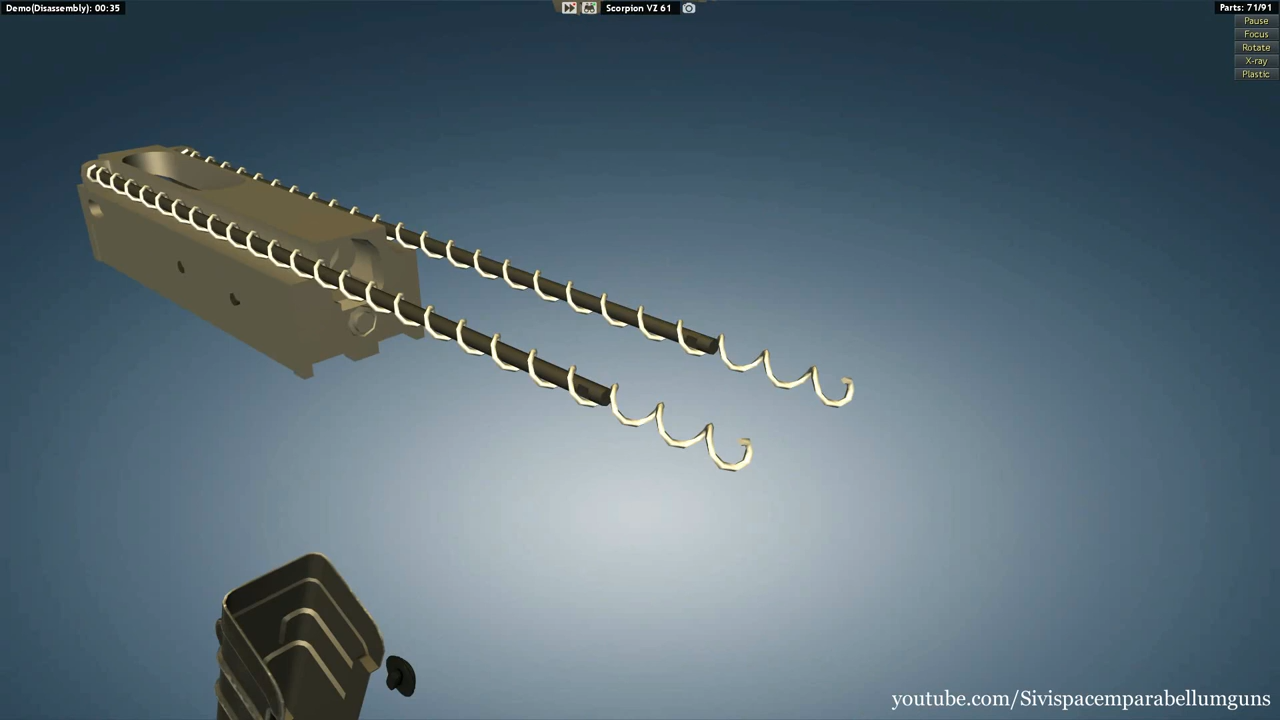 Demo(Disassembly): 00:35
Scorpion VZ 61
Parts: 71/91
Pause
Focus
Rotate
X-ray
Plastic
youtube.com/Sivispacemparabellumguns